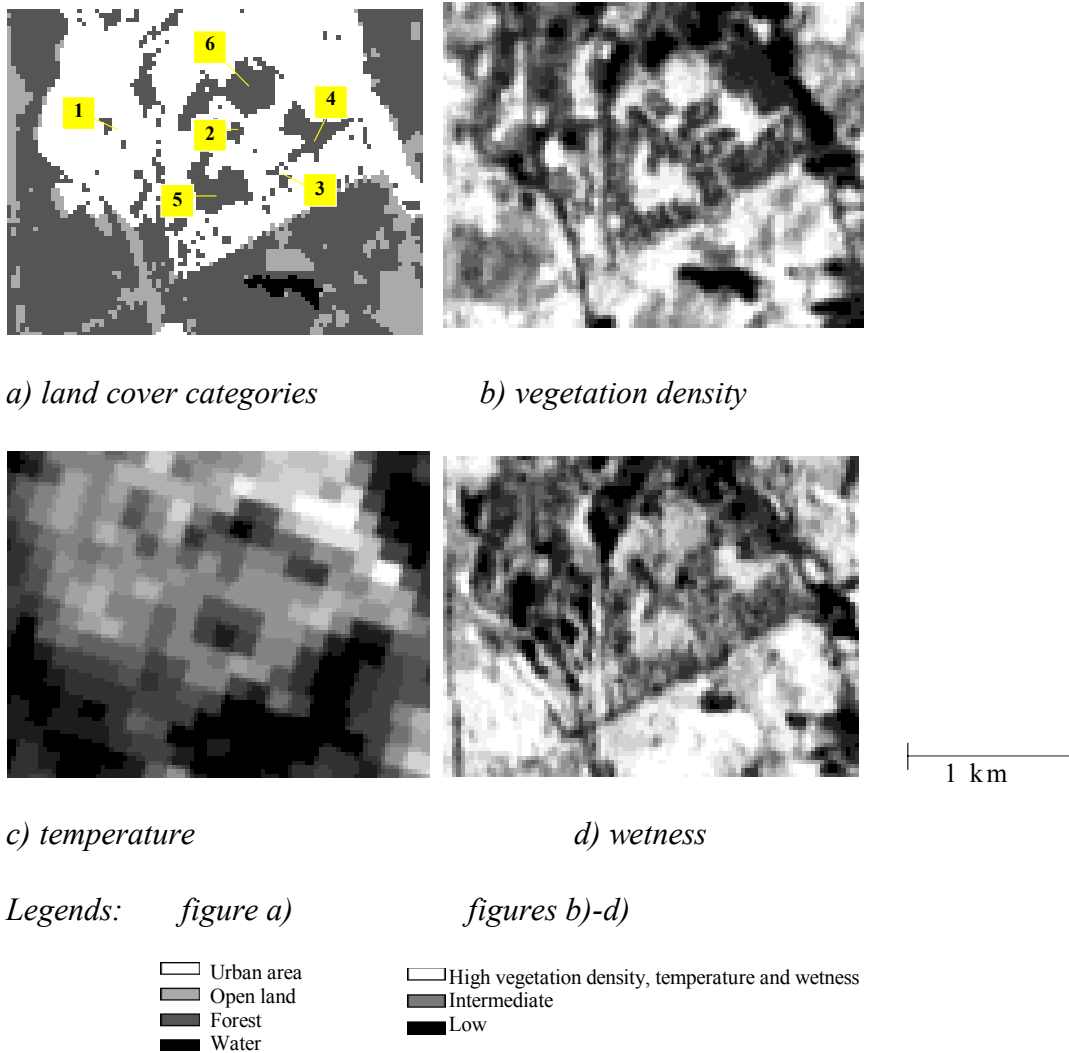 6
1
4
2
3
5
a) land cover categories
b) vegetation density
1 km
c) temperature
d) wetness
Legends: figure a) figures b)-d)
Urban area
Open land
Forest
Water
High vegetation density, temperature and wetness
Intermediate
Low